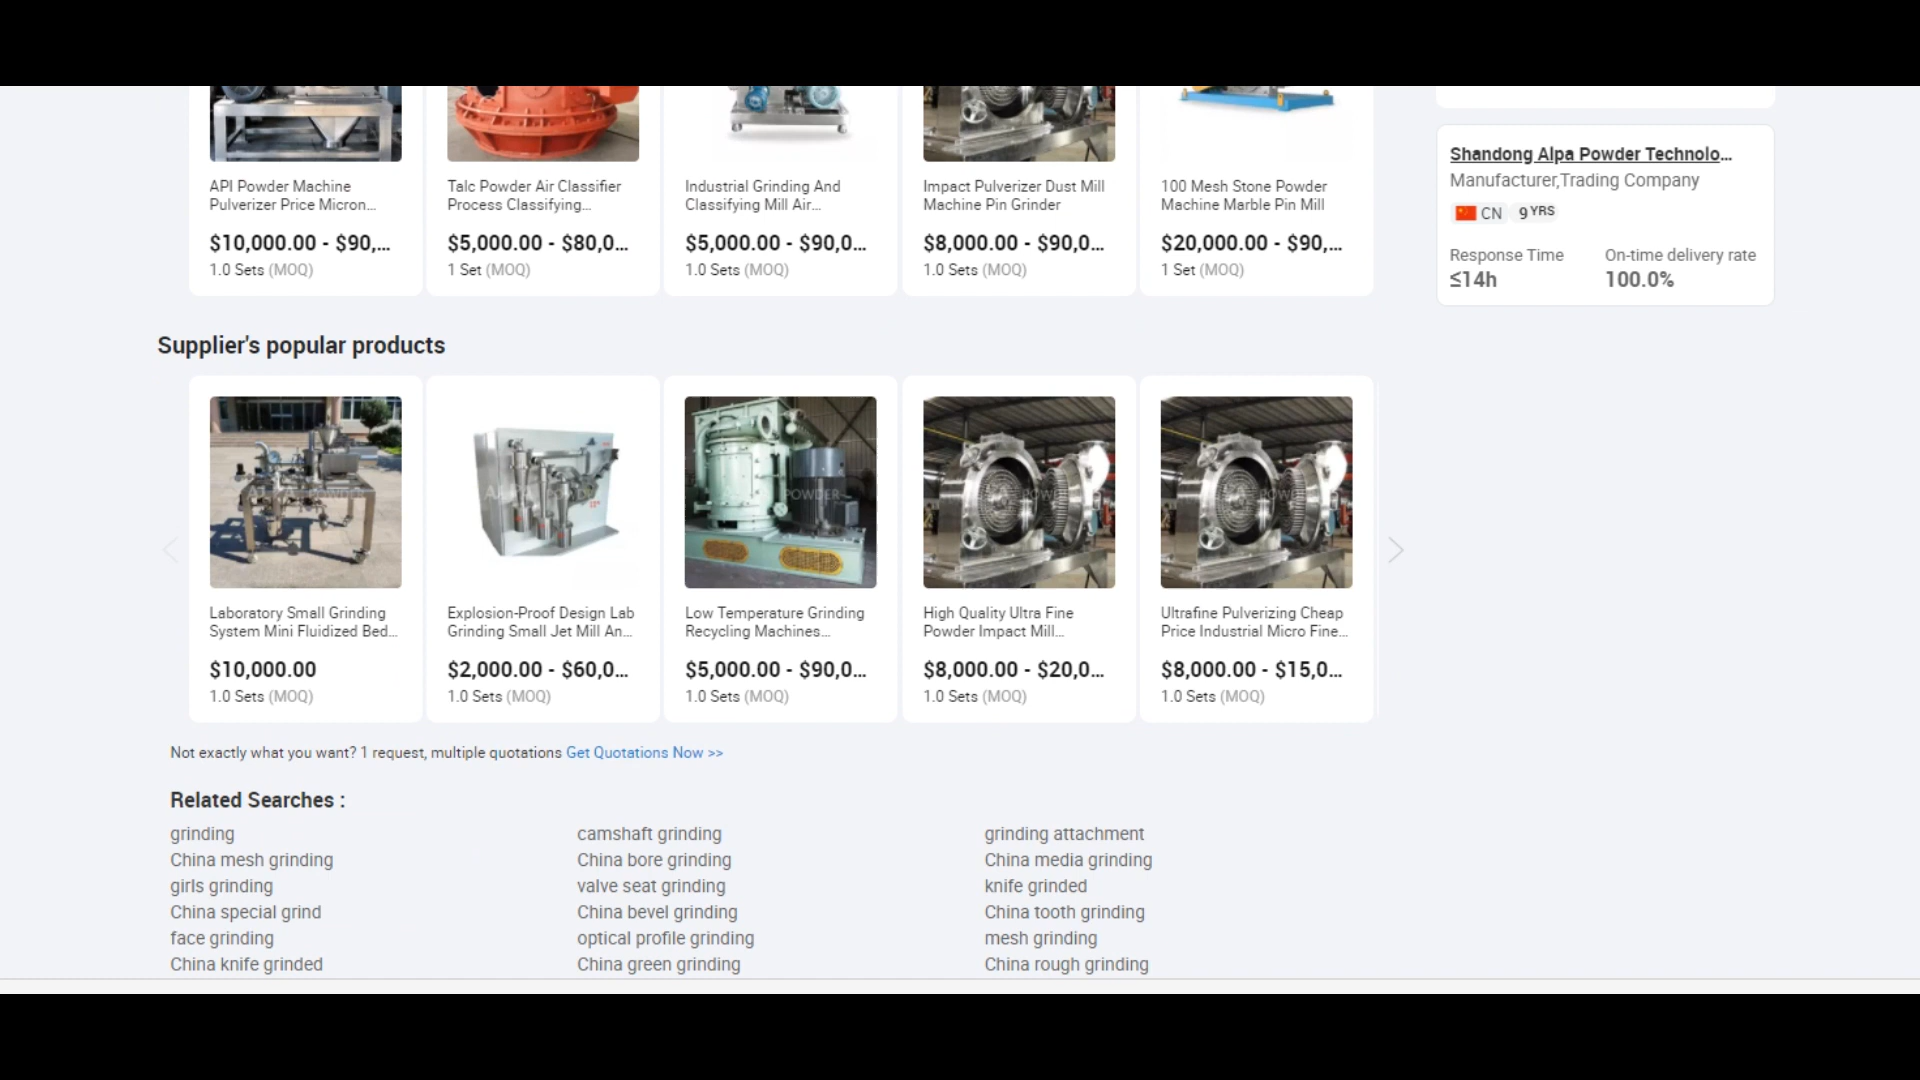 API Powder Machine
Pulverizer Price Micron...
$10,000.00 - $90,...
1.0 Sets (MOQ)
Talc Powder Air Classifier
Process Classifying...
$5,000.00 - $80,0...
1 Set (MOQ)
Industrial Grinding And
Classifying Mill Air...
$5,000.00 - $90,0...
1.0 Sets (MOQ)
Impact Pulverizer Dust Mill
Machine Pin Grinder
$8,000.00 - $90,0...
1.0 Sets (MOQ)
100 Mesh Stone Powder
Machine Marble Pin Mill
$20,000.00 - $90,...
1 Set (MOQ)
Shandong Alpa Powder Technolo...
Manufacturer,Trading Company
CN 9 YRS
Response Time
≤14h
On-time delivery rate
100.0%
Supplier's popular products
Laboratory Small Grinding
System Mini Fluidized Bed...
$10,000.00
1.0 Sets (MOQ)
Explosion-Proof Design Lab
Grinding Small Jet Mill An...
$2,000.00 - $60,0...
1.0 Sets (MOQ)
POWDER
Low Temperature Grinding
Recycling Machines...
$5,000.00 - $90,0...
1.0 Sets (MOQ)
High Quality Ultra Fine
Powder Impact Mill...
$8,000.00 - $20,0...
1.0 Sets (MOQ)
Ultrafine Pulverizing Cheap
Price Industrial Micro Fine...
$8,000.00 - $15,0...
1.0 Sets (MOQ)
Not exactly what you want? 1 request, multiple quotations Get Quotations Now >>
Related Searches :
grinding
camshaft grinding
grinding attachment
China mesh grinding
China bore grinding
China media grinding
girls grinding
valve seat grinding
knife grinded
China special grind
China bevel grinding
China tooth grinding
face grinding
optical profile grinding
mesh grinding
China knife grinded
China green grinding
China rough grinding